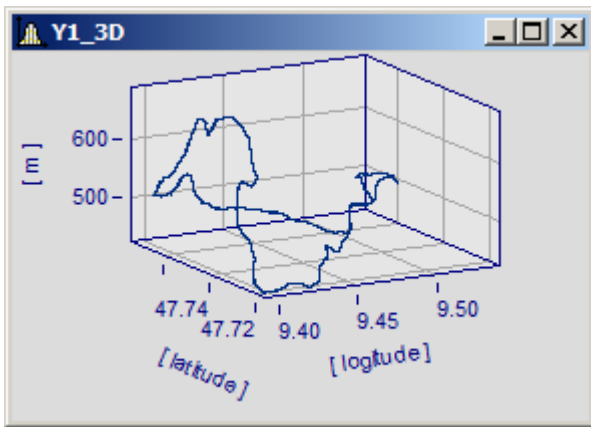 Y1_3D
600
[ m ]
500
47.74
47.72
9.40
9.45
9.50
[ latitude ]
[ logitude ]